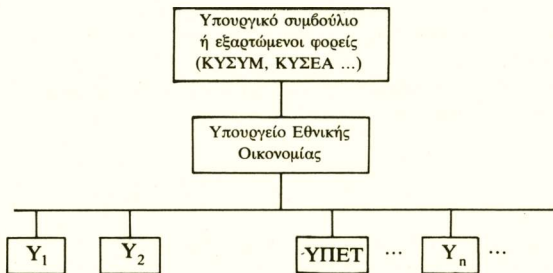 Υπουργικό συμβούλιο
ή εξαρτώμενοι φορείς
(ΚΥΣΥΜ, ΚΥΣΕΑ ...)
Υπουργείο Εθνικής
Οικονομίας
Υ1 Υ2 ΥΠΕΤ ... Υn ...